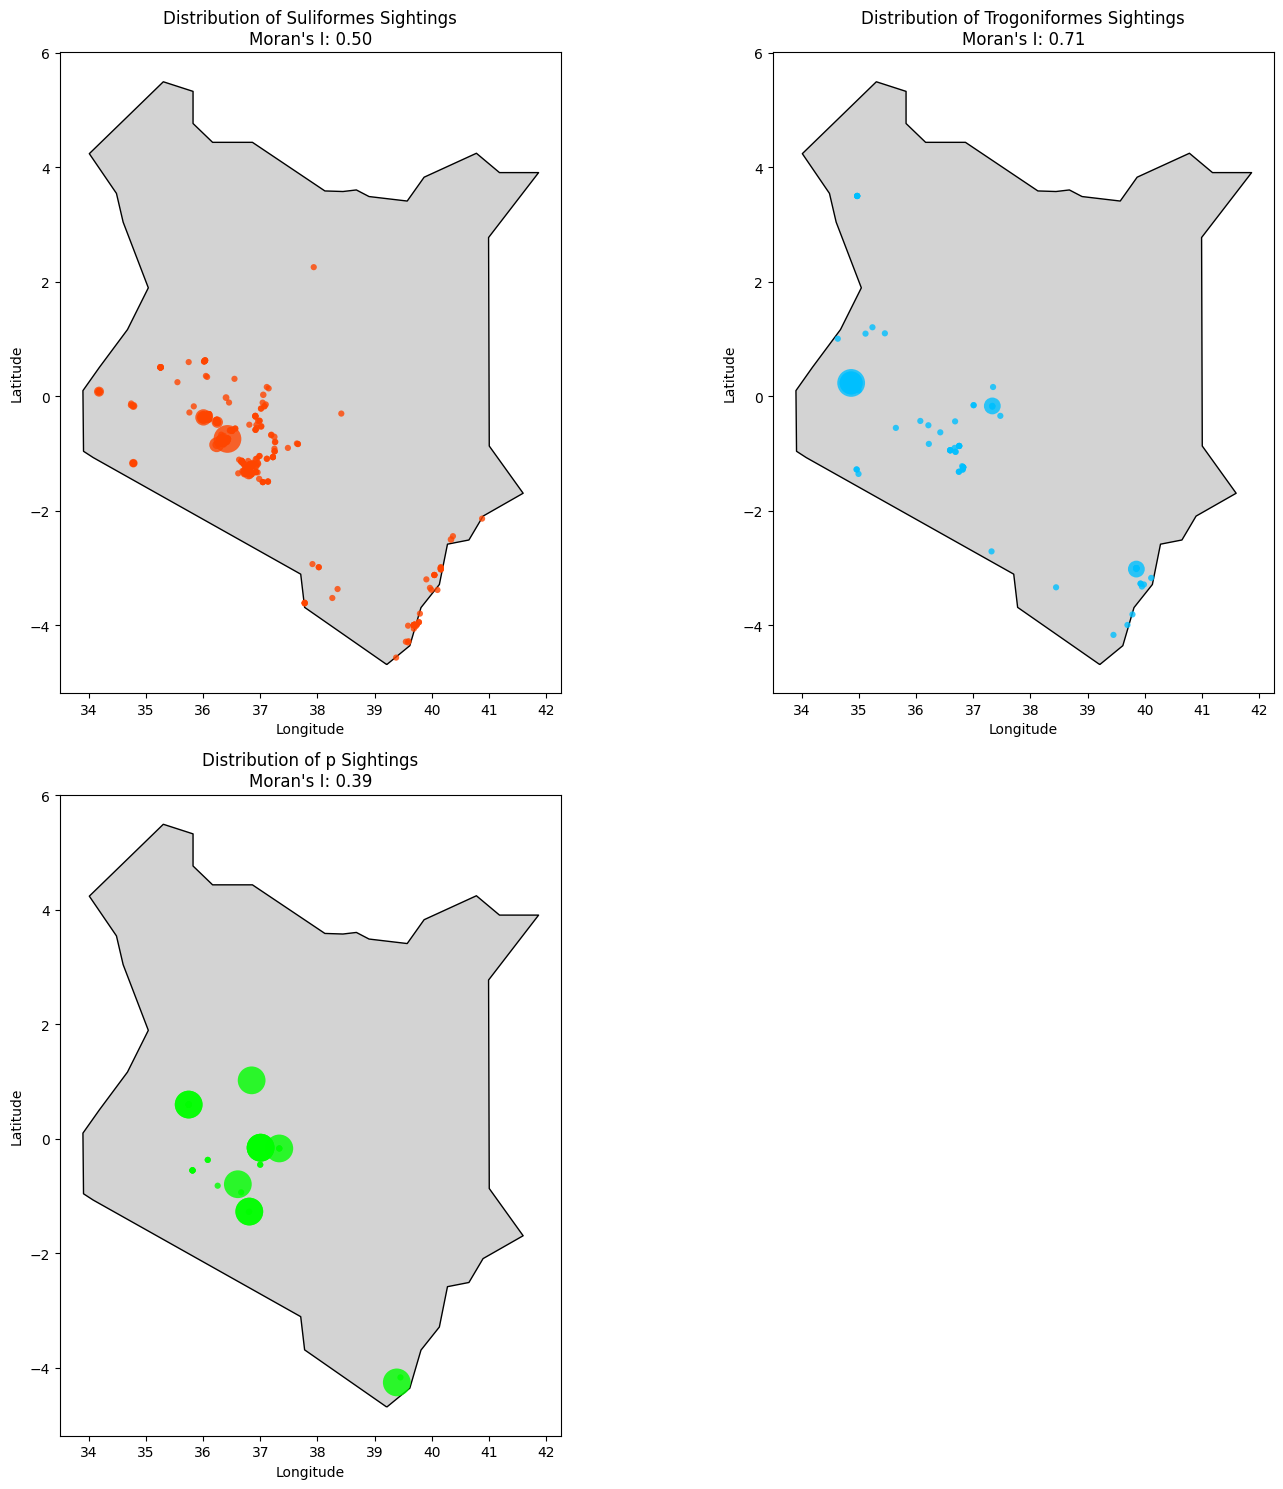 Distribution of Suliformes Sightings
Moran's I: 0.50
6
4
2
0
−2
−4
Latitude
34 35 36 37 38 39 40 41 42
Longitude
Distribution of Trogoniformes Sightings
Moran's I: 0.71
6
4
2
0
−2
−4
Latitude
34 35 36 37 38 39 40 41 42
Longitude
Distribution of p Sightings
Moran's I: 0.39
6
4
2
0
−2
−4
Latitude
34 35 36 37 38 39 40 41 42
Longitude